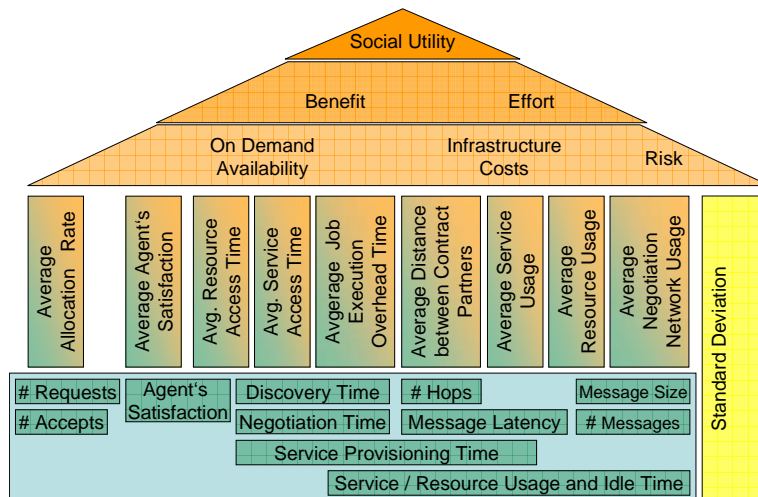 Social Utility
Benefit
Effort
On Demand
Availability
Infrastructure
Costs
Risk
Average
Allocation Rate
Average Agent's
Satisfaction
Avg. Resource
Access Time
Avg. Service
Access Time
Avgerage Job
Execution
Overhead Time
Average Distance
between Contract
Partners
Average Service
Usage
Average
Resource Usage
Average
Negotiation
Network Usage
Standard Deviation
# Requests
# Accepts
Agent's
Satisfaction
Discovery Time
Negotiation Time
# Hops
Message Latency
Message Size
# Messages
Service Provisioning Time
Service / Resource Usage and Idle Time